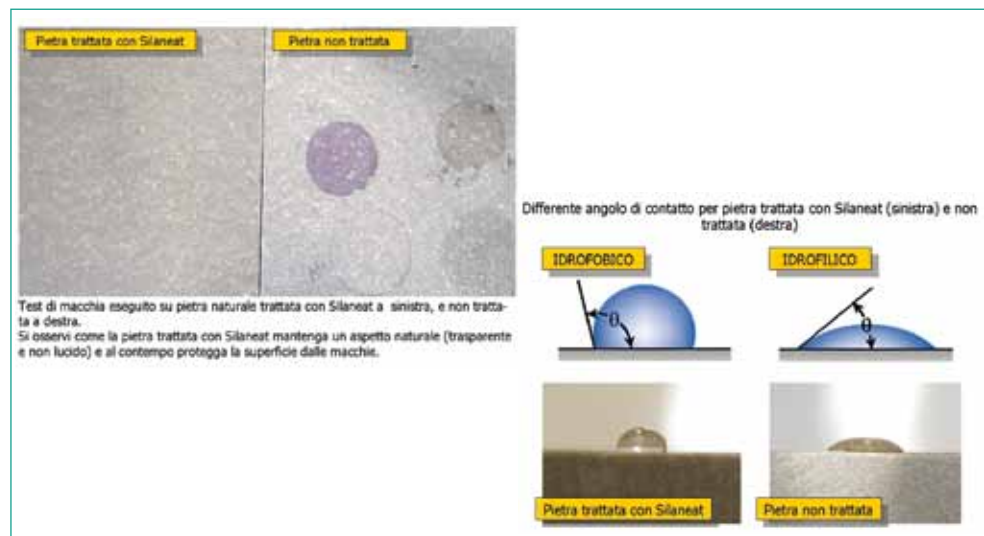 Pietra trattata con Silaneat
Pietra non trattata
Test di macchia eseguito su pietra naturale trattata con Silaneat a sinistra, e non tratta-
ta a destra.
Si osservi come la pietra trattata con Silaneat mantenga un aspetto naturale (trasparente
e non lucido) e al contempo protegga la superficie dalle macchie.
Differente angolo di contatto per pietra trattata con Silaneat (sinistra) e non
trattata (destra)
IDROFOBICO
IDROFILICO
θ
θ
Pietra trattata con Silaneat
Pietra non trattata